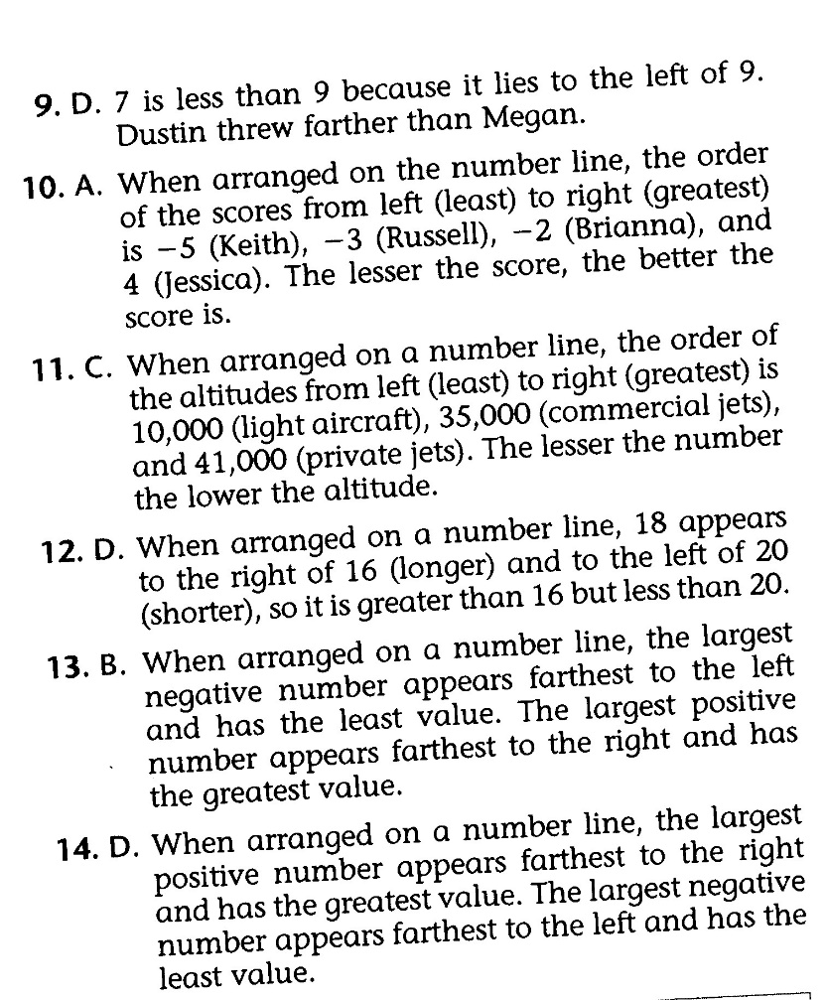 9. D. 7 is less than 9 because it lies to the left of 9.
Dustin threw farther than Megan.
10. A. When arranged on the number line, the order
of the scores from left (least) to right (greatest)
is −5 (Keith), −3 (Russell), −2 (Brianna), and
4 (Jessica). The lesser the score, the better the
score is.
11. C. When arranged on a number line, the order of
the altitudes from left (least) to right (greatest) is
10,000 (light aircraft), 35,000 (commercial jets),
and 41,000 (private jets). The lesser the number
the lower the altitude.
12. D. When arranged on a number line, 18 appears
to the right of 16 (longer) and to the left of 20
(shorter), so it is greater than 16 but less than 20.
13. B. When arranged on a number line, the largest
negative number appears farthest to the left
and has the least value. The largest positive
number appears farthest to the right and has
the greatest value.
14. D. When arranged on a number line, the largest
positive number appears farthest to the right
and has the greatest value. The largest negative
number appears farthest to the left and has the
least value.